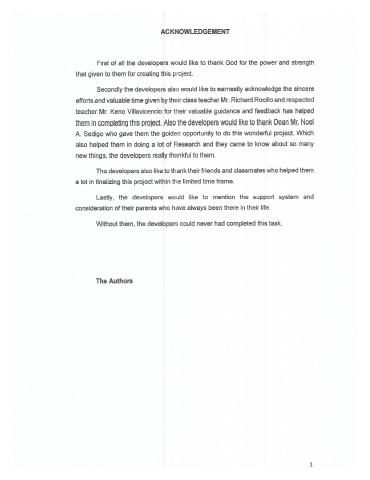 ACKNOWLEDGEMENT
First of all the developers would like to thank God for the power and strength
that given to them for creating this project.
Secondly the developers also would like to earnestly acknowledge the sincere
efforts and valuable time given by their class teacher Mr. Richard Rocillo and respected
teacher Mr. Keno Villavicencio for their valuable guidance and feedback has helped
them in completing this project. Also the developers would like to thank Dean Mr. Noel
A. Sedigo who gave them the golden opportunity to do this wonderful project. Which
also helped them in doing a lot of Research and they came to know about so many
new things, the developers really thankful to them.
The developers also like to thank their friends and classmates who helped them
a lot in finalizing this project within the limited time frame.
Lastly, the developers would like to mention the support system and
consideration of their parents who have always been there in their life.
Without them, the developers could never had completed this task.
The Authors
1